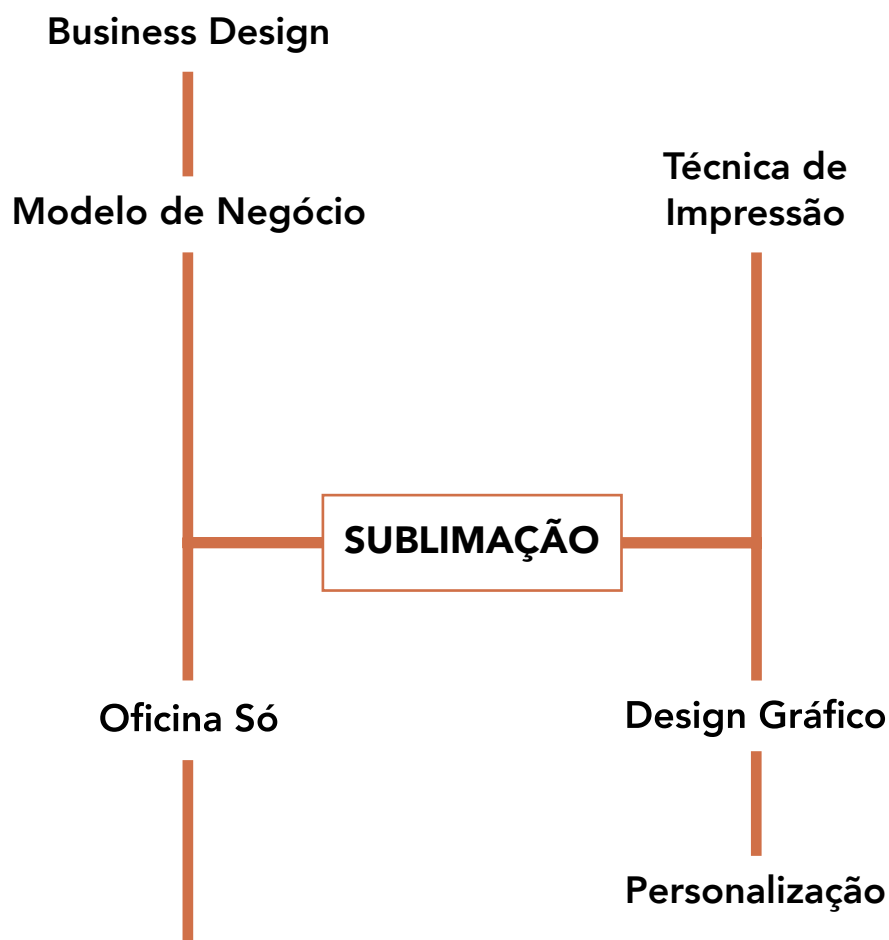 Business Design
Modelo de Negócio
Técnica de
Impressão
SUBLIMAÇÃO
Oficina Só
Design Gráfico
Personalização